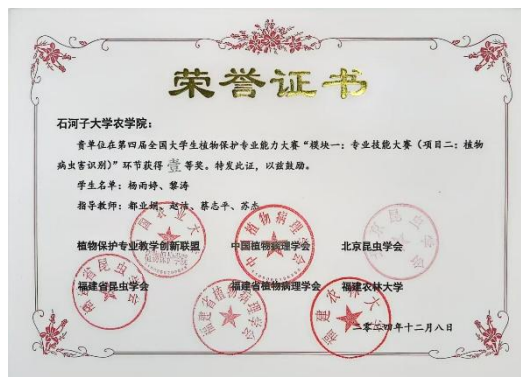 荣誉证书
石河子大学农学院：
贵单位在第四届全国大学生植物保护专业能力大赛“模块一：专业技能大赛（项目二：植物
病虫害识别）”环节获得 壹 等奖。特发此证，以兹鼓励。
学生名单：杨雨婷、黎涛
指导教师：郝亚娟、赵洁、蔡志平、苏杰
植物保护专业教学创新联盟 中国植物病理学会 北京昆虫学会
福建省昆虫学会 福建省植物病理学会 福建农林大学
二零二四年十二月八日